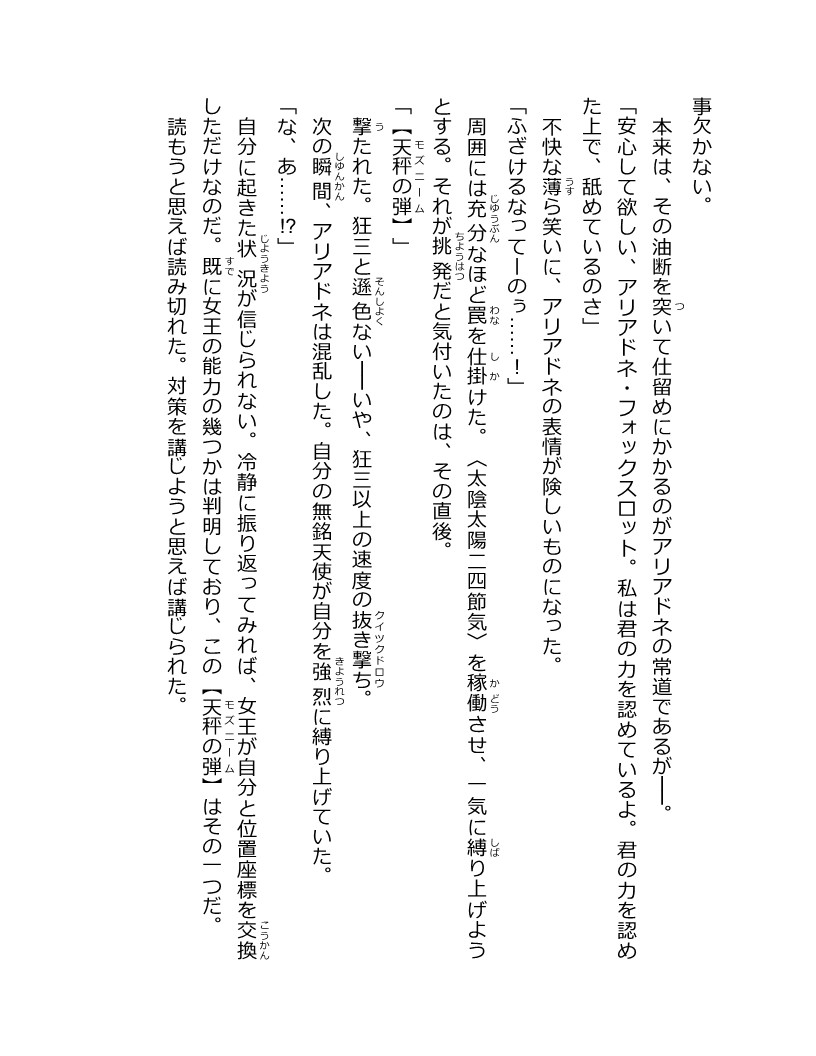 事欠かない。
本来は、その油断を突いて仕留めにかかるのがアリアドネの常道であるが――。
「安心して欲しい、アリアドネ・フォックスロット。私は君の力を認めているよ。君の力を認め
た上で、舐めているのさ」
不快な薄ら笑いに、アリアドネの表情が険しいものになった。
「ふざけるなってーのぅ……！」
周囲には充分なほど罠を仕掛けた。〈太陰太陽二四節気〉を稼働させ、一気に縛り上げよう
とする。それが挑発だと気付いたのは、その直後。
「【天秤の弾】」
撃たれた。狂三と遜色ない――いや、狂三以上の速度の抜き撃ち。
次の瞬間、アリアドネは混乱した。自分の無銘天使が自分を強烈に縛り上げていた。
「な、あ……!?」
自分に起きた状況が信じられない。冷静に振り返ってみれば、女王が自分と位置座標を交換
しただけなのだ。既に女王の能力の幾つかは判明しており、この【天秤の弾】はその一つだ。
読もうと思えば読み切れた。対策を講じようと思えば講じられた。